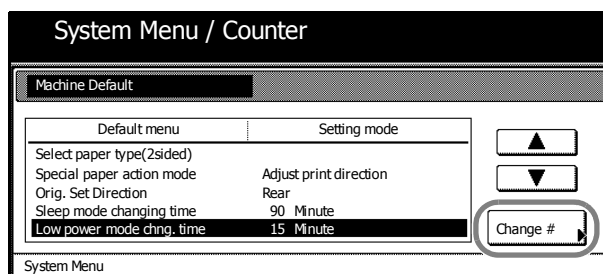 System Menu / Counter
Machine Default
Default menu Setting mode
Select paper type(2sided)
Special paper action mode Adjust print direction
Orig. Set Direction Rear
Sleep mode changing time 90 Minute
Low power mode chng. time 15 Minute
Change #
System Menu